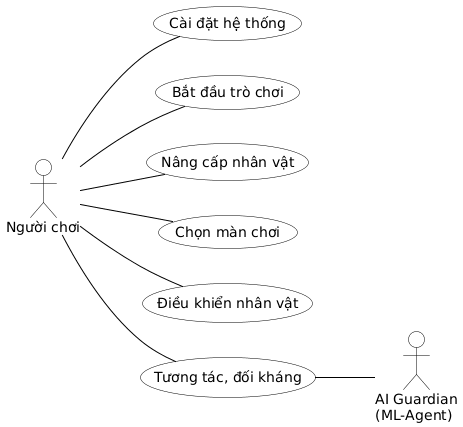 Cài đặt hệ thống
Bắt đầu trò chơi
Nâng cấp nhân vật
Người chơi
Chọn màn chơi
Điều khiển nhân vật
Tương tác, đối kháng
AI Guardian
(ML-Agent)